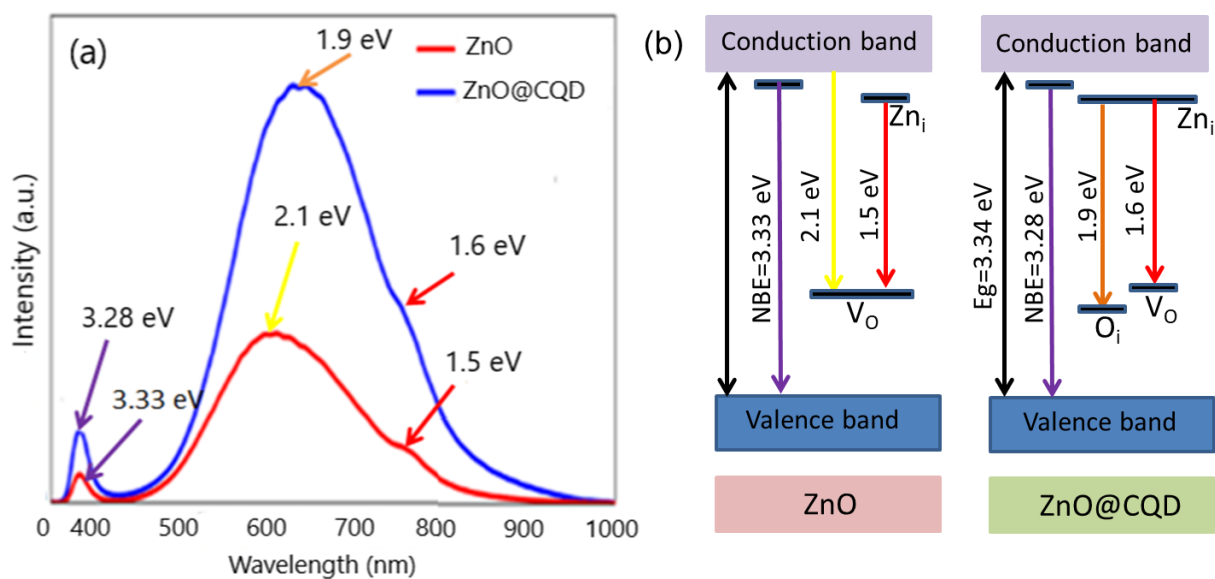 (a)
1.9 eV
ZnO
ZnO@CQD
2.1 eV
1.6 eV
3.28 eV
3.33 eV
1.5 eV
Intensity (a.u.)
0 400 500 600 700 800 900 1000
Wavelength (nm)
(b)
Conduction band
NBE=3.33 eV
2.1 eV
1.5 eV
Zni
VO
Valence band
ZnO
Conduction band
Eg=3.34 eV
NBE=3.28 eV
1.9 eV
1.6 eV
Zni
Oi
VO
Valence band
ZnO@CQD